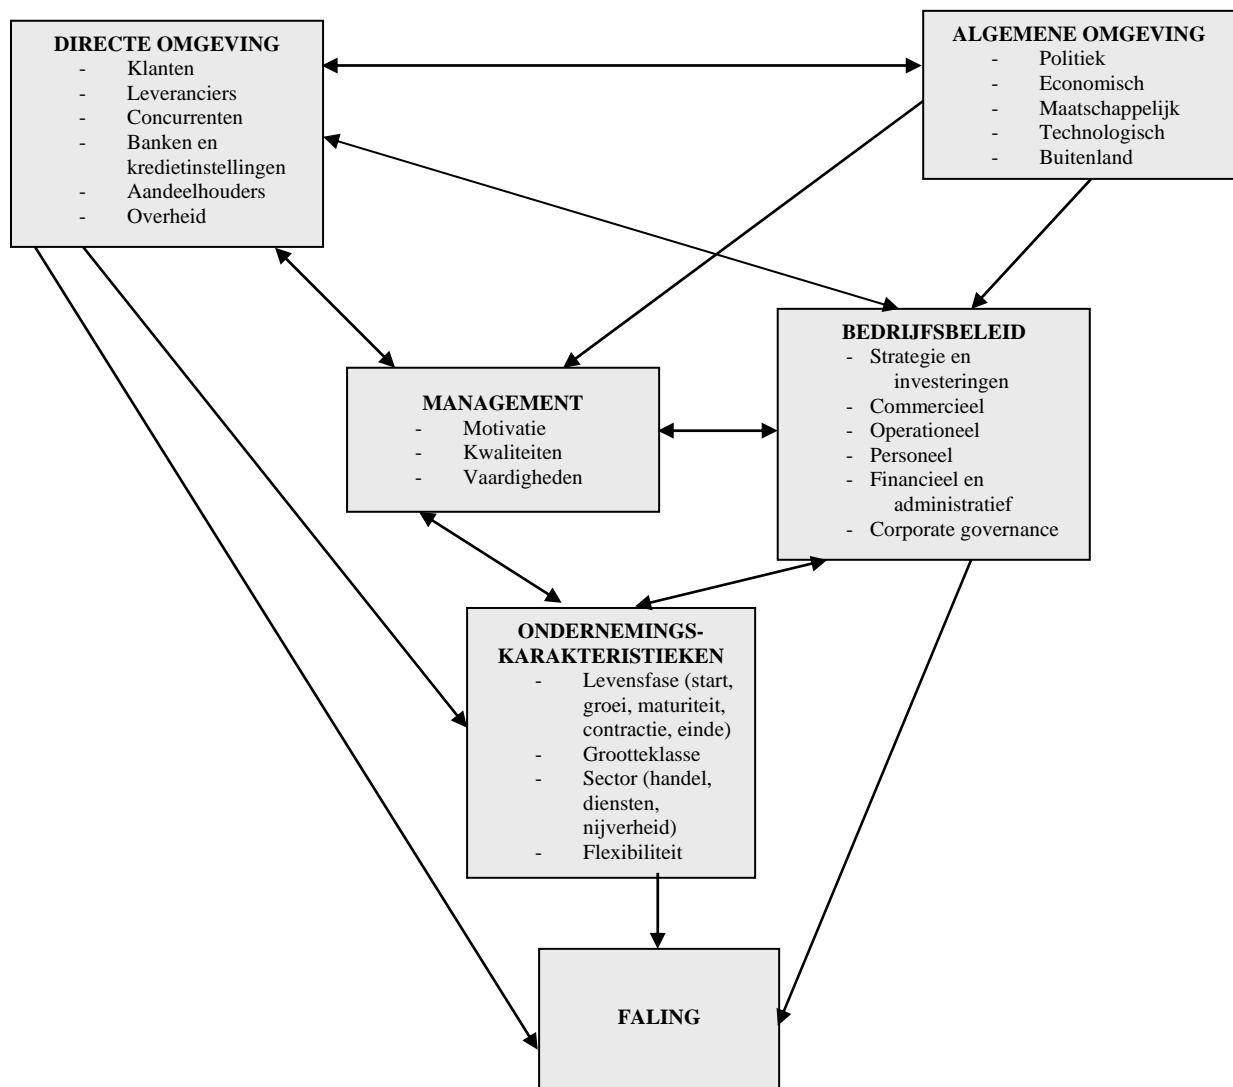 DIRECTE OMGEVING
- Klanten
- Leveranciers
- Concurrenten
- Banken en
kredietinstellingen
- Aandeelhouders
- Overheid
ALGEMENE OMGEVING
- Politiek
- Economisch
- Maatschappelijk
- Technologisch
- Buitenland
MANAGEMENT
- Motivatie
- Kwaliteiten
- Vaardigheden
BEDRIJFSBELEID
- Strategie en
investeringen
- Commercieel
- Operationeel
- Personeel
- Financieel en
administratief
- Corporate governance
ONDERNEMINGS-
KARAKTERISTIEKEN
- Levensfase (start,
groei, maturiteit,
contractie, einde)
- Grootteklasse
- Sector (handel,
diensten,
nijverheid)
- Flexibiliteit
FALING